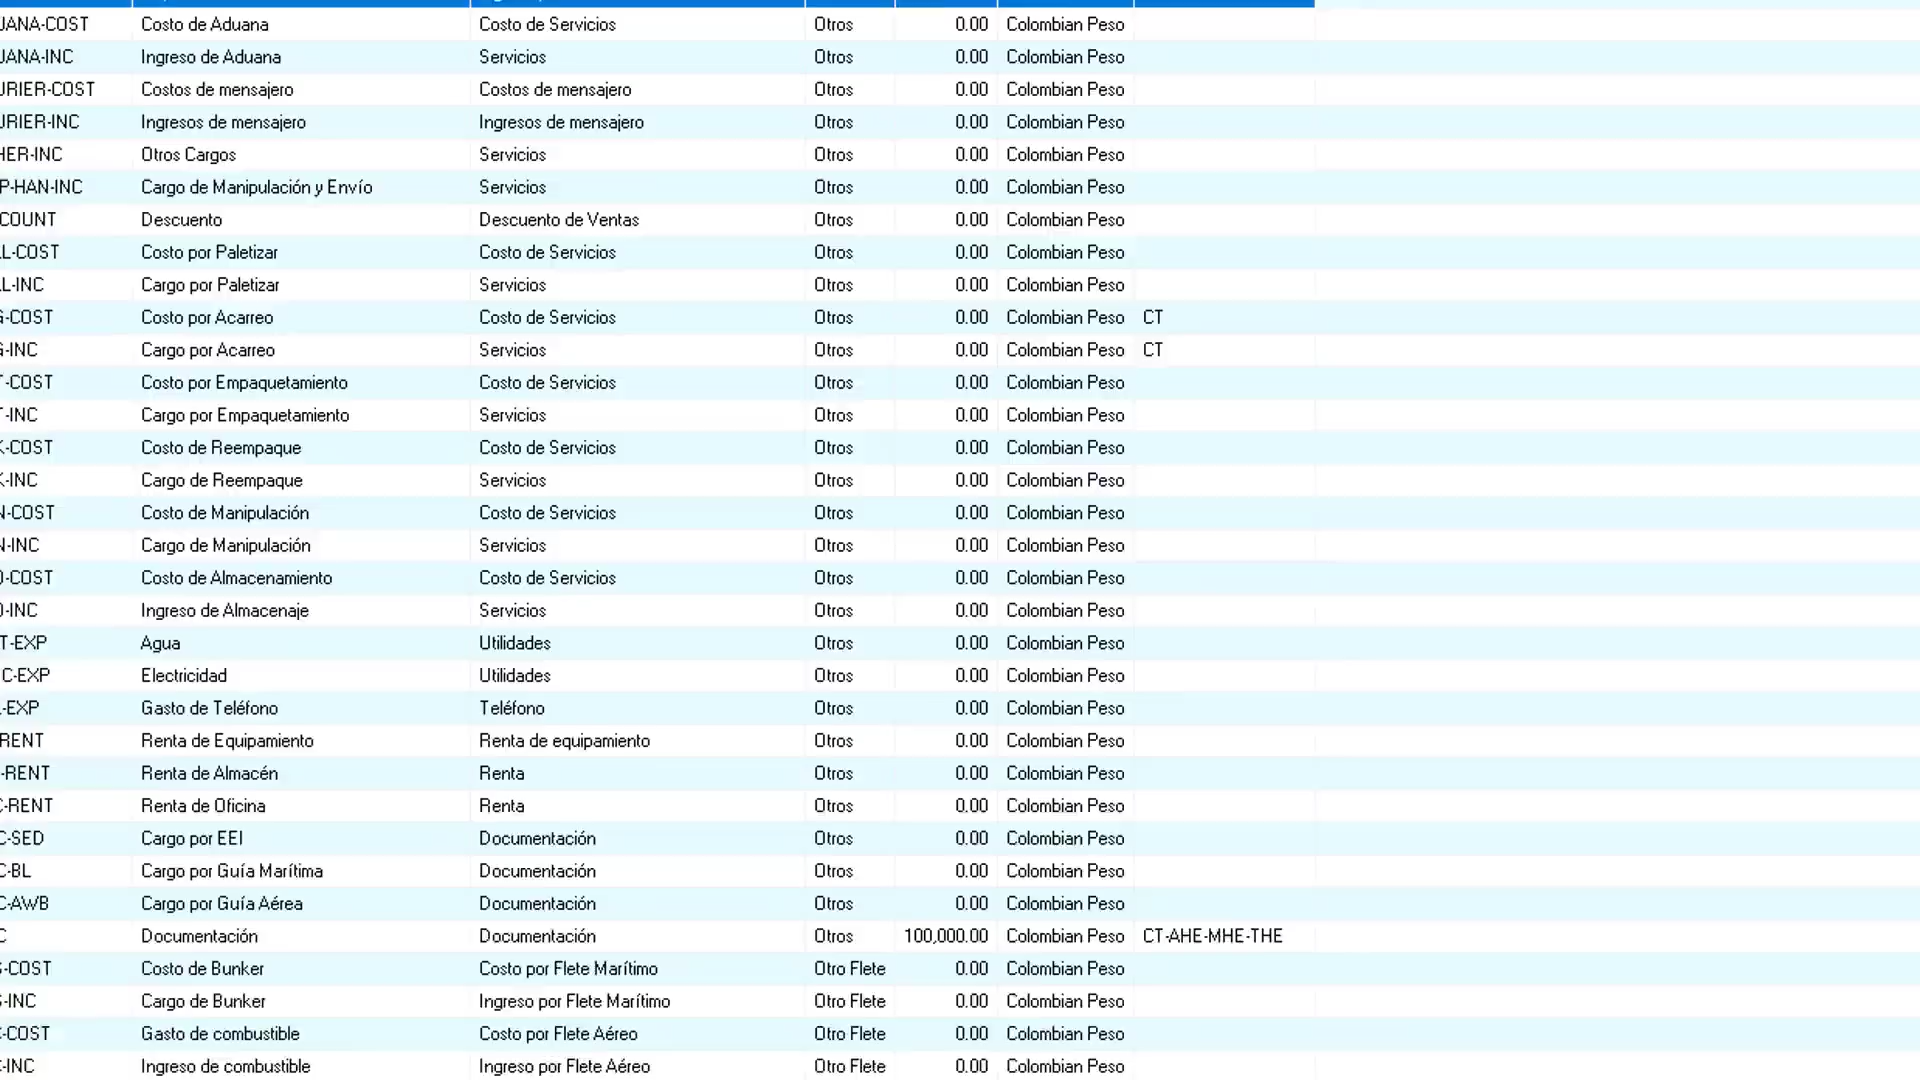 JANA-COST Costo de Aduana Costo de Servicios Otros 0.00 Colombian Peso
JANA-INC Ingreso de Aduana Servicios Otros 0.00 Colombian Peso
URIER-COST Costos de mensajero Costos de mensajero Otros 0.00 Colombian Peso
URIER-INC Ingresos de mensajero Ingresos de mensajero Otros 0.00 Colombian Peso
HER-INC Otros Cargos Servicios Otros 0.00 Colombian Peso
P-HAN-INC Cargo de Manipulación y Envío Servicios Otros 0.00 Colombian Peso
COUNT Descuento Descuento de Ventas Otros 0.00 Colombian Peso
L-COST Costo por Paletizar Costo de Servicios Otros 0.00 Colombian Peso
L-INC Cargo por Paletizar Servicios Otros 0.00 Colombian Peso
G-COST Costo por Acarreo Costo de Servicios Otros 0.00 Colombian Peso CT
G-INC Cargo por Acarreo Servicios Otros 0.00 Colombian Peso CT
T-COST Costo por Empaquetamiento Costo de Servicios Otros 0.00 Colombian Peso
T-INC Cargo por Empaquetamiento Servicios Otros 0.00 Colombian Peso
K-COST Costo de Reempaque Costo de Servicios Otros 0.00 Colombian Peso
K-INC Cargo de Reempaque Servicios Otros 0.00 Colombian Peso
N-COST Costo de Manipulación Costo de Servicios Otros 0.00 Colombian Peso
N-INC Cargo de Manipulación Servicios Otros 0.00 Colombian Peso
O-COST Costo de Almacenamiento Costo de Servicios Otros 0.00 Colombian Peso
O-INC Ingreso de Almacenaje Servicios Otros 0.00 Colombian Peso
T-EXP Agua Utilidades Otros 0.00 Colombian Peso
C-EXP Electricidad Utilidades Otros 0.00 Colombian Peso
-EXP Gasto de Teléfono Teléfono Otros 0.00 Colombian Peso
RENT Renta de Equipamiento Renta de equipamiento Otros 0.00 Colombian Peso
-RENT Renta de Almacén Renta Otros 0.00 Colombian Peso
C-RENT Renta de Oficina Renta Otros 0.00 Colombian Peso
C-SED Cargo por EEI Documentación Otros 0.00 Colombian Peso
C-BL Cargo por Guía Marítima Documentación Otros 0.00 Colombian Peso
C-AWB Cargo por Guía Aérea Documentación Otros 0.00 Colombian Peso
C Documentación Documentación Otros 100,000.00 Colombian Peso CT-AHE-MHE-THE
-COST Costo de Bunker Costo por Flete Marítimo Otro Flete 0.00 Colombian Peso
-INC Cargo de Bunker Ingreso por Flete Marítimo Otro Flete 0.00 Colombian Peso
-COST Gasto de combustible Costo por Flete Aéreo Otro Flete 0.00 Colombian Peso
-INC Ingreso de combustible Ingreso por Flete Aéreo Otro Flete 0.00 Colombian Peso